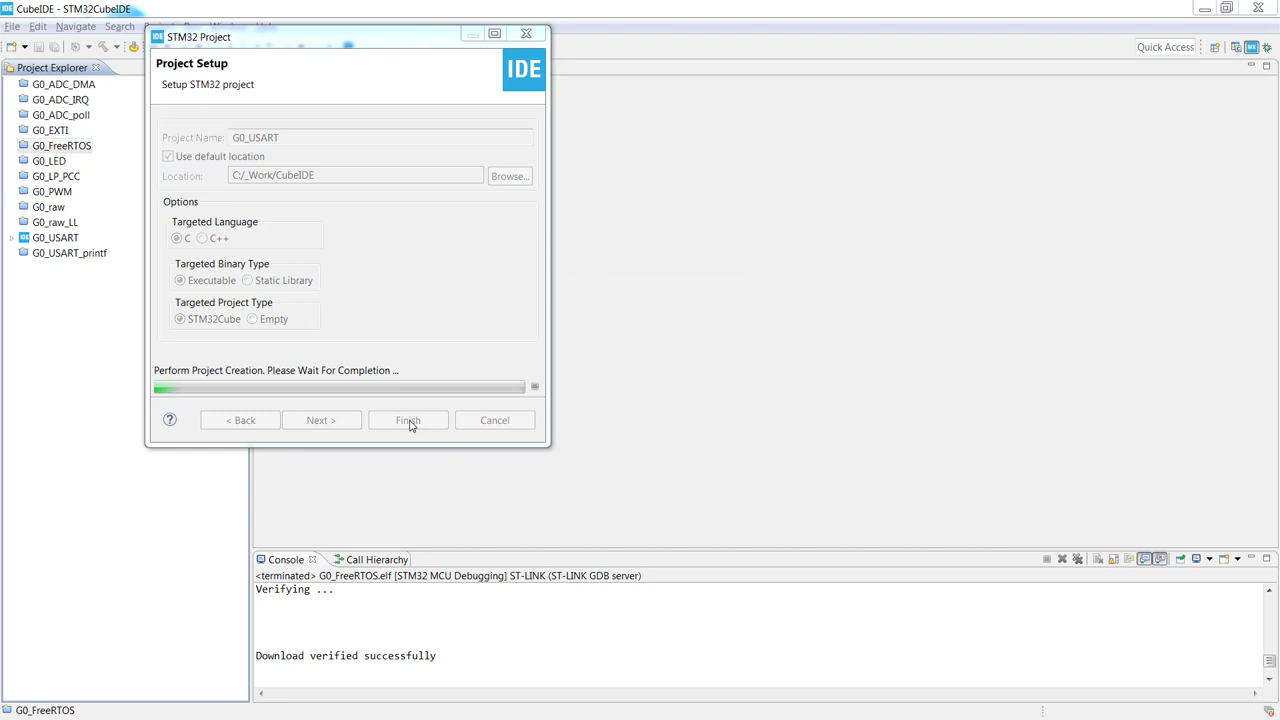 IDE CubeIDE - STM32CubeIDE
File Edit Navigate Search
Quick Access
MX
Project Explorer
G0_ADC_DMA
G0_ADC_IRQ
G0_ADC_poll
G0_EXTI
G0_FreeRTOS
G0_LED
G0_LP_PCC
G0_PWM
G0_raw
G0_raw_LL
IDE G0_USART
G0_USART_printf
IDE STM32 Project
Project Setup
Setup STM32 project
IDE
Project Name: G0_USART
Use default location
Location: C:/_Work/CubeIDE Browse...
Options
Targeted Language
C C++
Targeted Binary Type
Executable Static Library
Targeted Project Type
STM32Cube Empty
Perform Project Creation. Please Wait For Completion ...
? < Back Next > Finish Cancel
Console Call Hierarchy
<terminated> G0_FreeRTOS.elf [STM32 MCU Debugging] ST-LINK (ST-LINK GDB server)
Verifying ...
Download verified successfully
G0_FreeRTOS